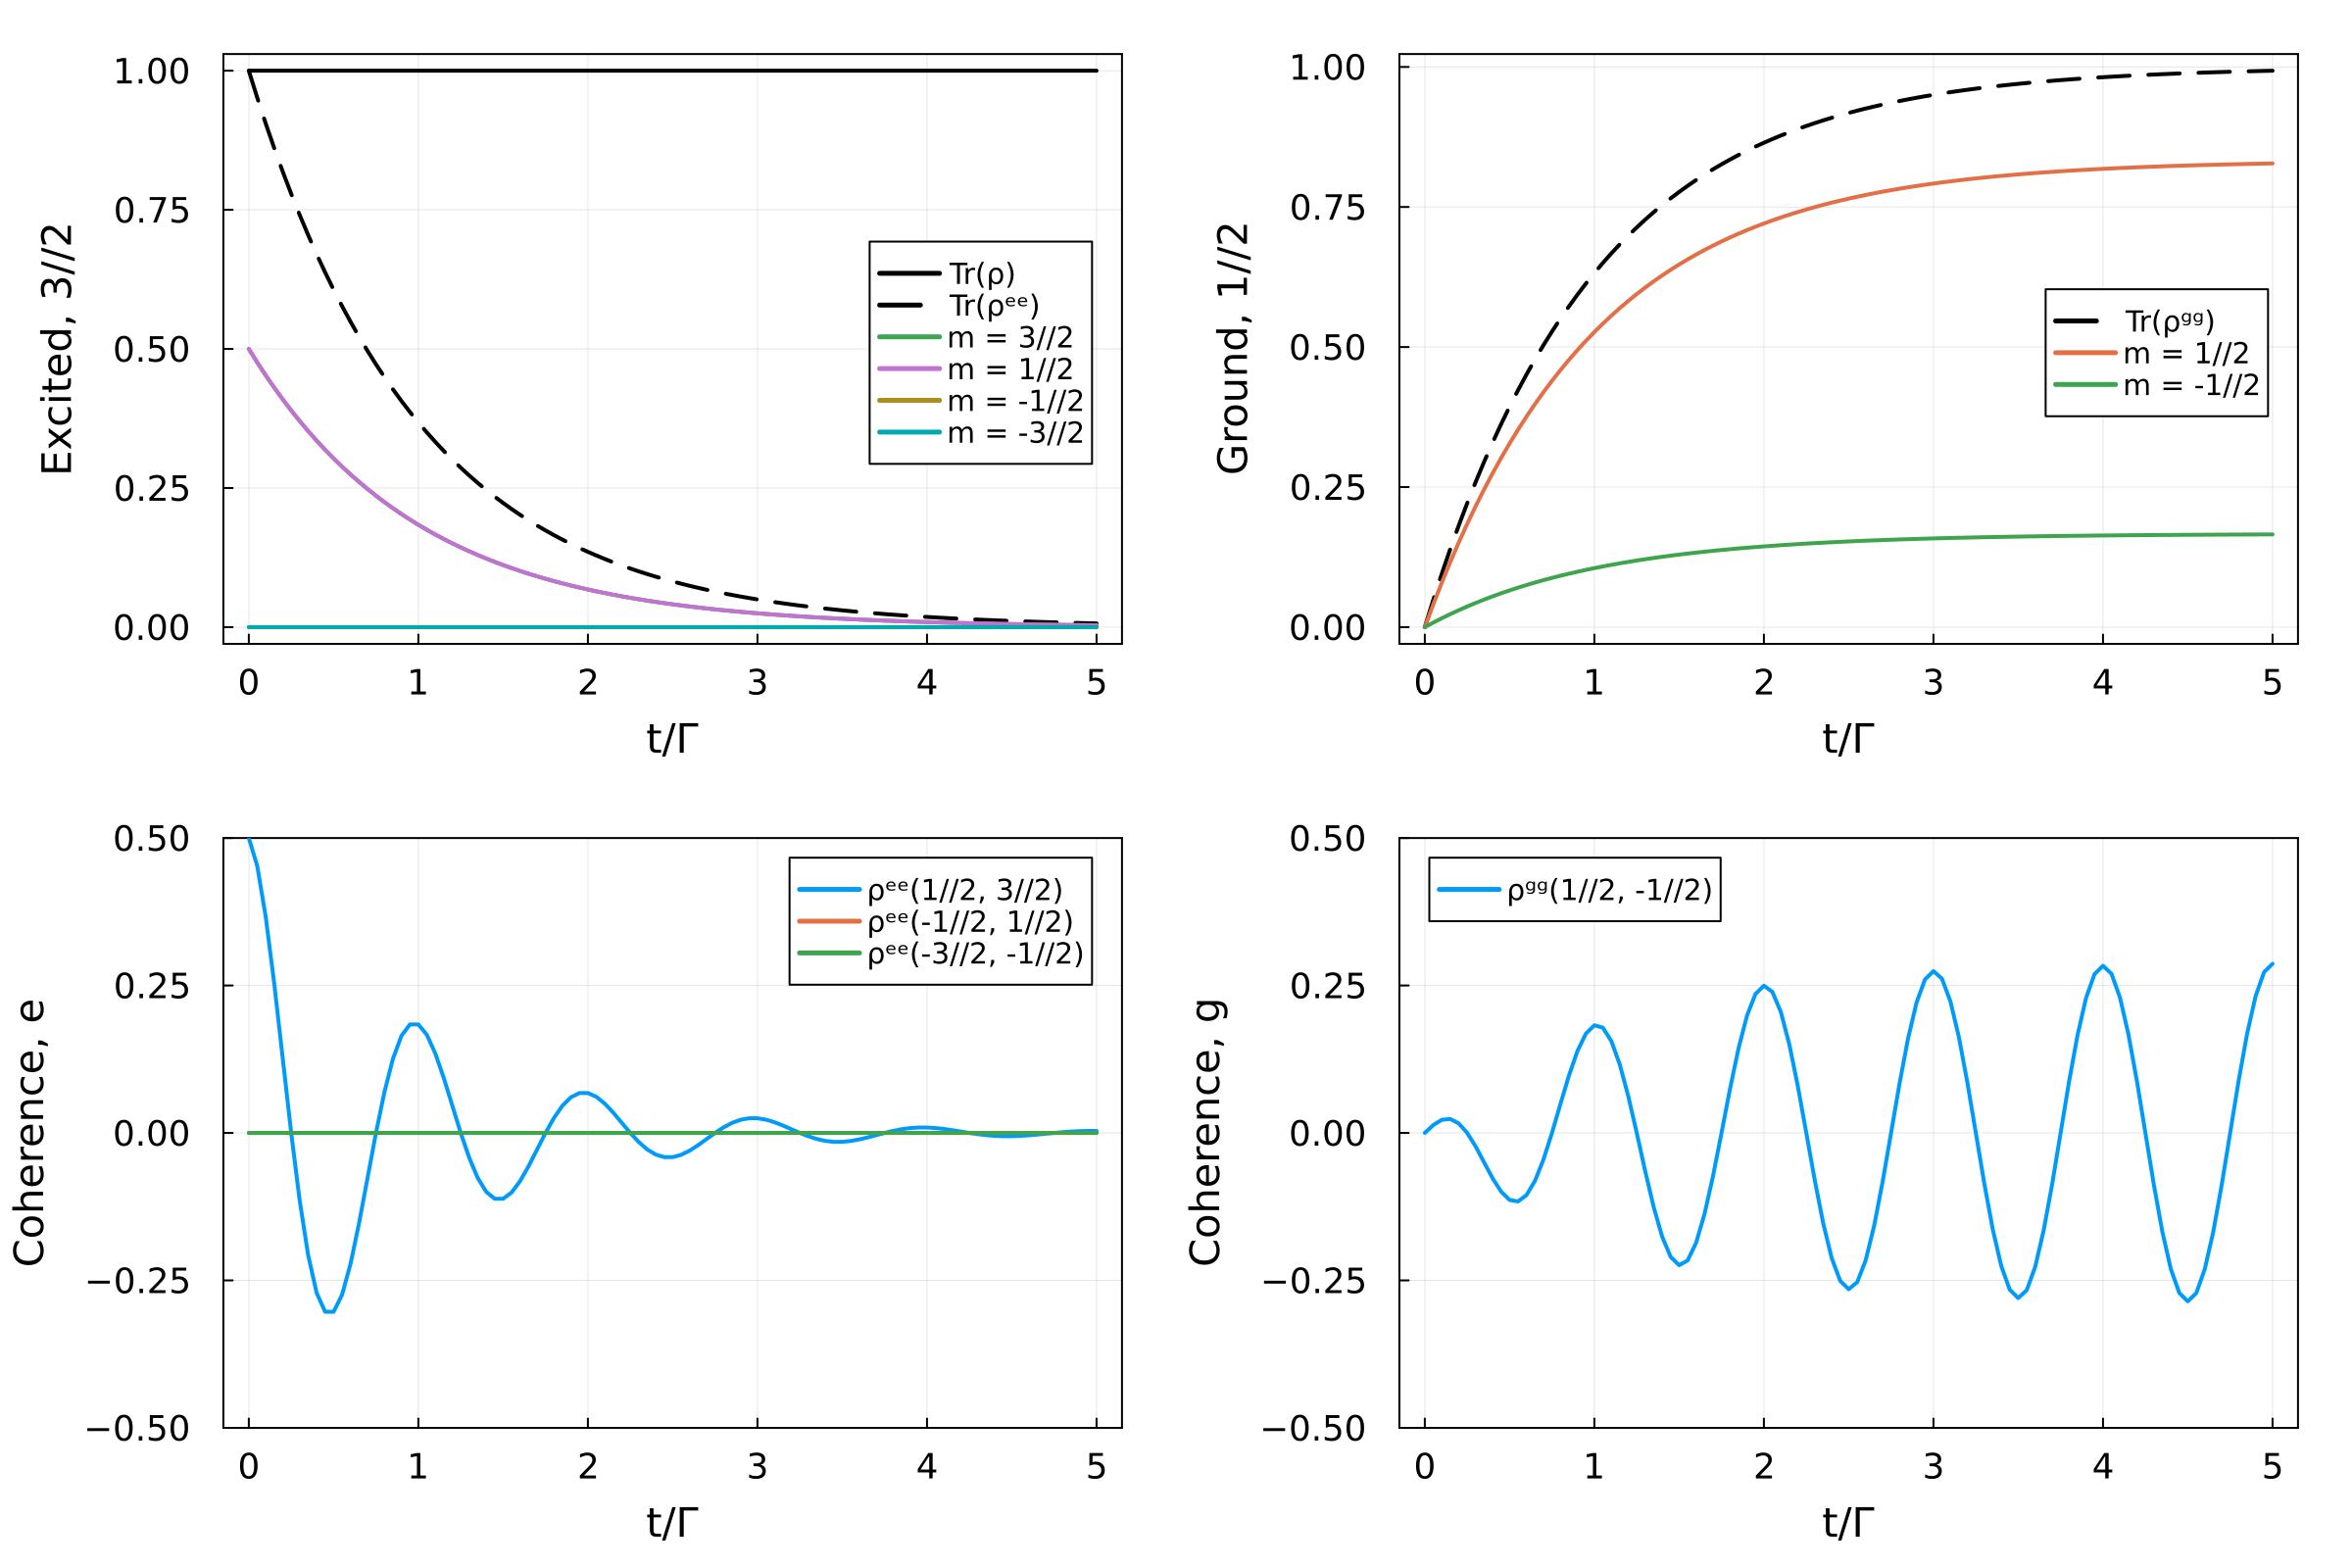 Excited, 3//2
1.00
0.75
0.50
0.25
0.00
0 1 2 3 4 5
t/Γ
Tr(ρ)
Tr(ρᵉᵉ)
m = 3//2
m = 1//2
m = -1//2
m = -3//2
Ground, 1//2
1.00
0.75
0.50
0.25
0.00
0 1 2 3 4 5
t/Γ
Tr(ρᵍᵍ)
m = 1//2
m = -1//2
Coherence, e
0.50
0.25
0.00
−0.25
−0.50
0 1 2 3 4 5
t/Γ
ρᵉᵉ(1//2, 3//2)
ρᵉᵉ(-1//2, 1//2)
ρᵉᵉ(-3//2, -1//2)
Coherence, g
0.50
0.25
0.00
−0.25
−0.50
0 1 2 3 4 5
t/Γ
ρᵍᵍ(1//2, -1//2)